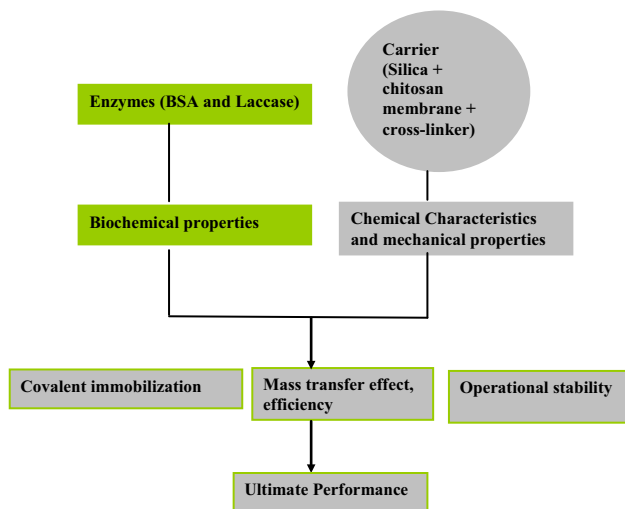 Carrier
(Silica +
chitosan
membrane +
cross-linker)
Enzymes (BSA and Laccase)
Biochemical properties
Chemical Characteristics
and mechanical properties
Covalent immobilization
Mass transfer effect,
efficiency
Operational stability
Ultimate Performance